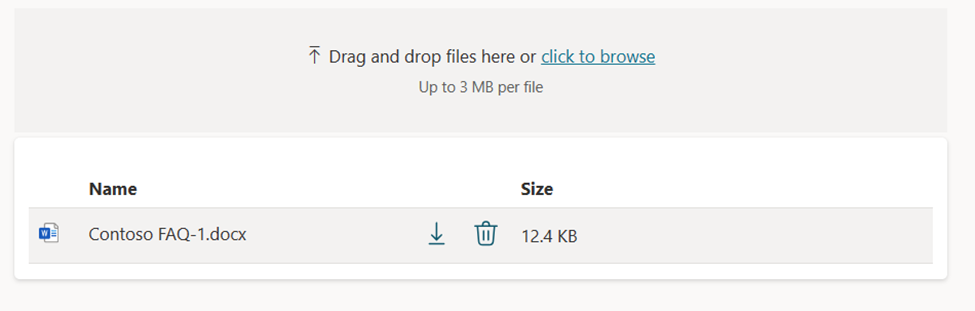 Drag and drop files here or click to browse
Up to 3 MB per file
Name Size
W Contoso FAQ-1.docx 12.4 KB